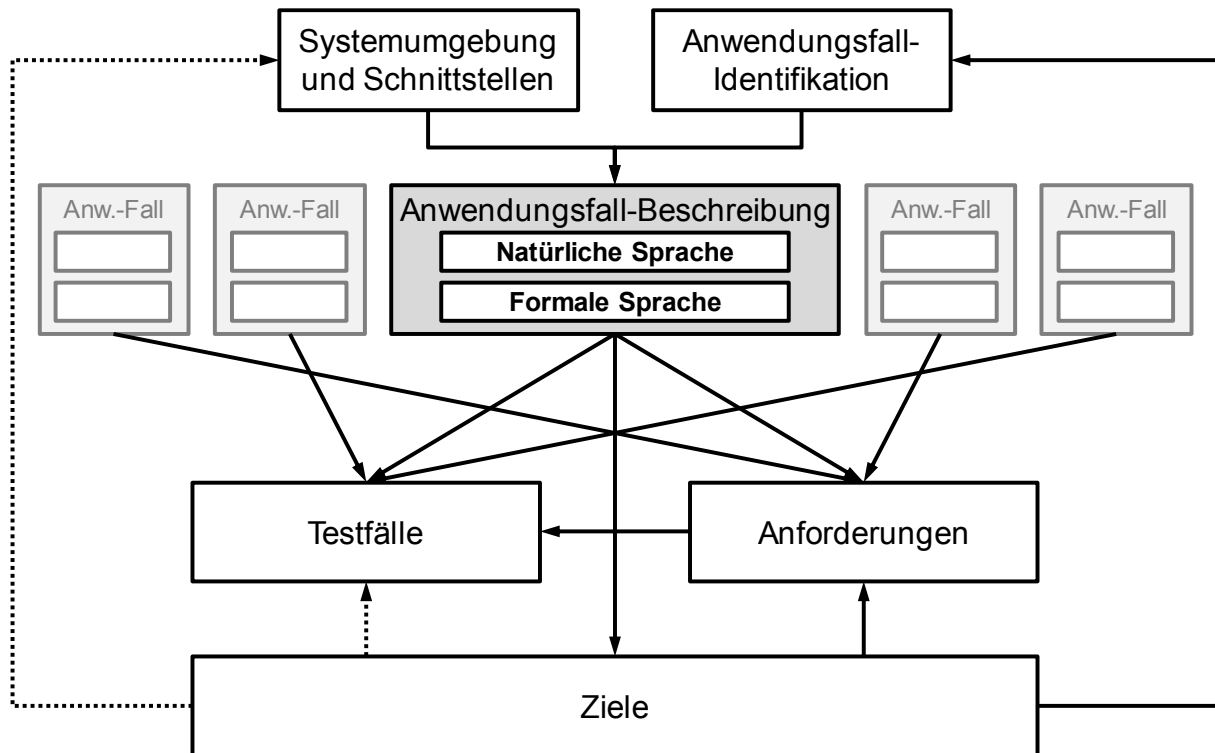 Systemumgebung
und Schnittstellen
Anwendungsfall-
Identifikation
Anw.-Fall
Anw.-Fall
Anwendungsfall-Beschreibung
Natürliche Sprache
Formale Sprache
Anw.-Fall
Anw.-Fall
Testfälle
Anforderungen
Ziele